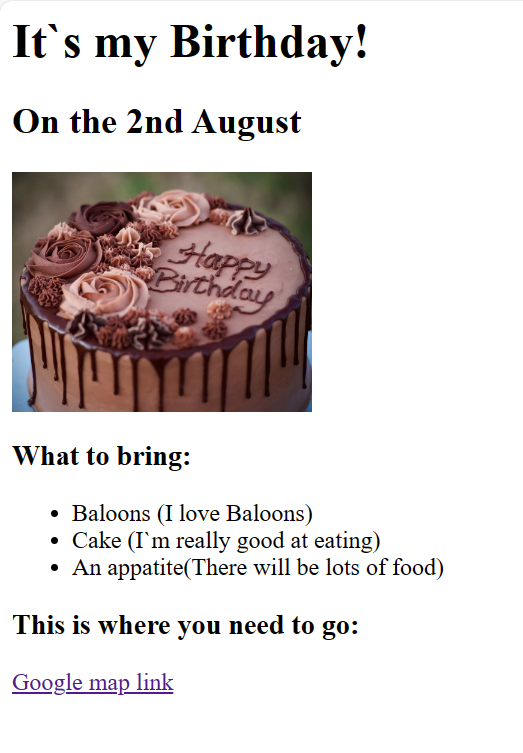 It`s my Birthday!
On the 2nd August
Happy
Birthday
What to bring:
• Baloons (I love Baloons)
• Cake (I`m really good at eating)
• An appatite(There will be lots of food)
This is where you need to go:
Google map link